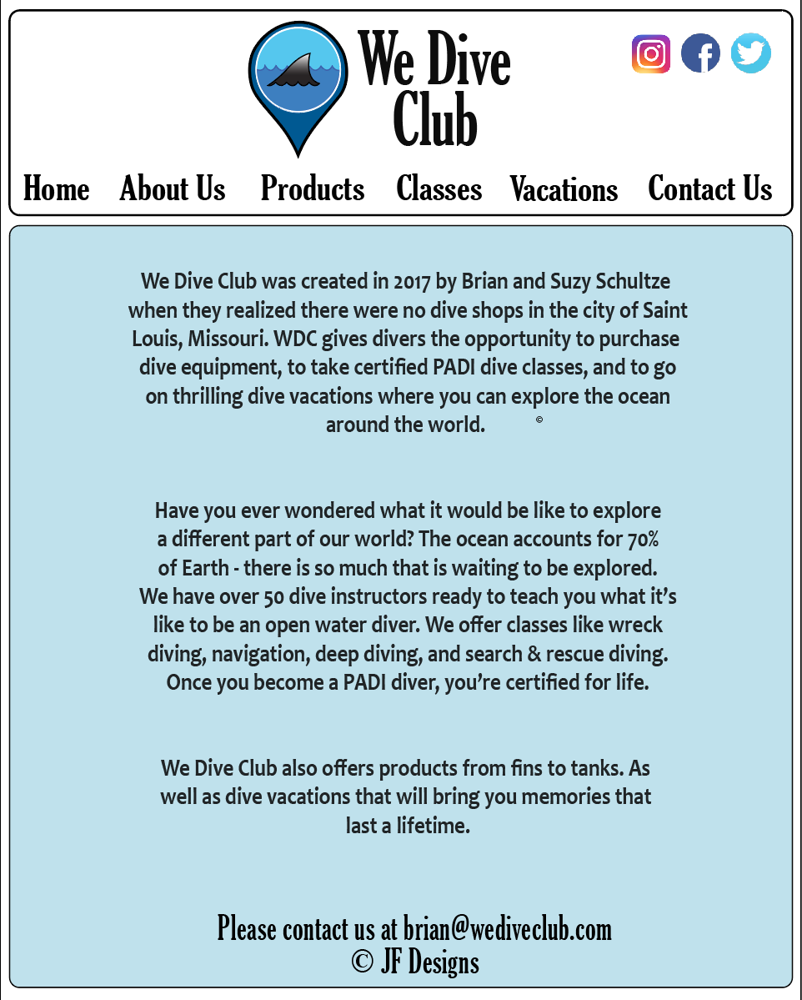 We Dive
Club
Home About Us Products Classes Vacations Contact Us
We Dive Club was created in 2017 by Brian and Suzy Schultze
when they realized there were no dive shops in the city of Saint
Louis, Missouri. WDC gives divers the opportunity to purchase
dive equipment, to take certified PADI dive classes, and to go
on thrilling dive vacations where you can explore the ocean
around the world. ©
Have you ever wondered what it would be like to explore
a different part of our world? The ocean accounts for 70%
of Earth - there is so much that is waiting to be explored.
We have over 50 dive instructors ready to teach you what it’s
like to be an open water diver. We offer classes like wreck
diving, navigation, deep diving, and search & rescue diving.
Once you become a PADI diver, you’re certified for life.
We Dive Club also offers products from fins to tanks. As
well as dive vacations that will bring you memories that
last a lifetime.
Please contact us at brian@wediveclub.com
© JF Designs